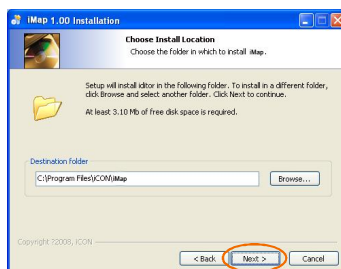 iMap 1.00 Installation
Choose Install Location
Choose the folder in which to install iMap.
Setup will install iditor in the following folder. To install in a different folder,
click Browse and select another folder. Click Next to continue.
At least 3.10 Mb of free disk space is required.
Destination folder
C:\Program Files\iCON\iMap
Browse...
Copyright ?2008, ICON
< Back
Next >
Cancel